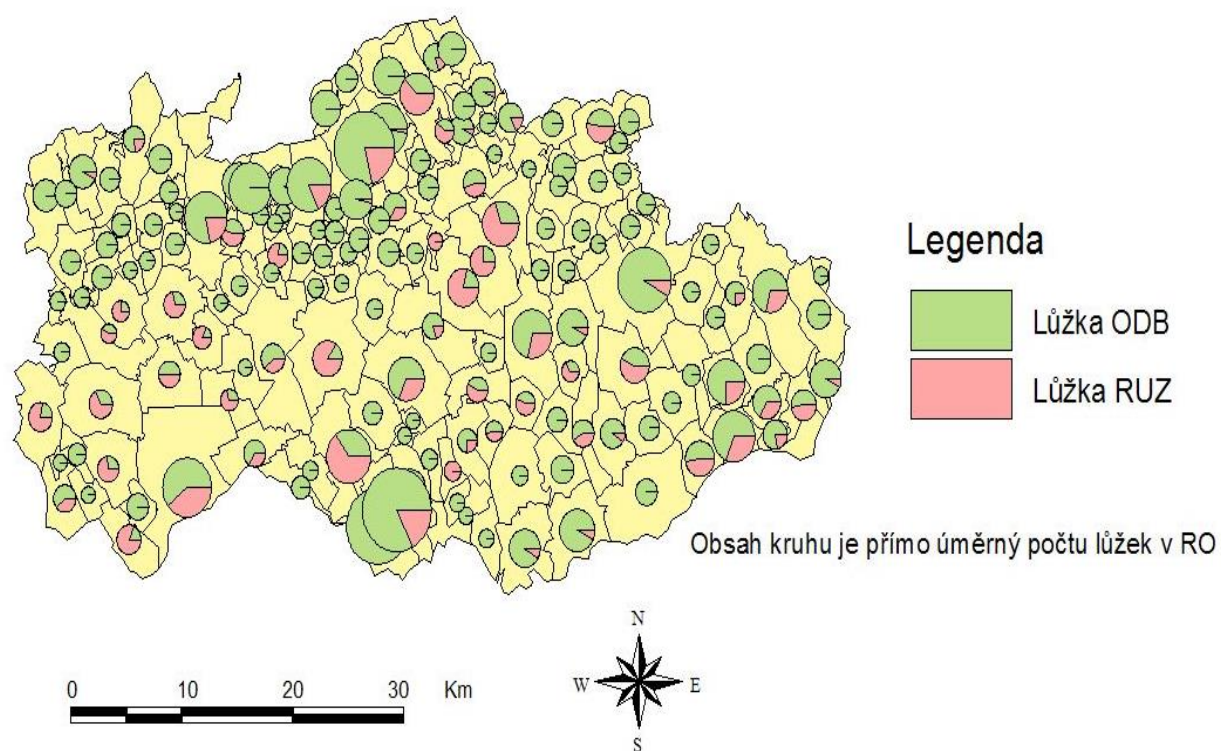 Legenda
Lůžka ODB
Lůžka RUZ
Obsah kruhu je přímo úměrný počtu lůžek v RO
0 10 20 30 Km
N
W E
S